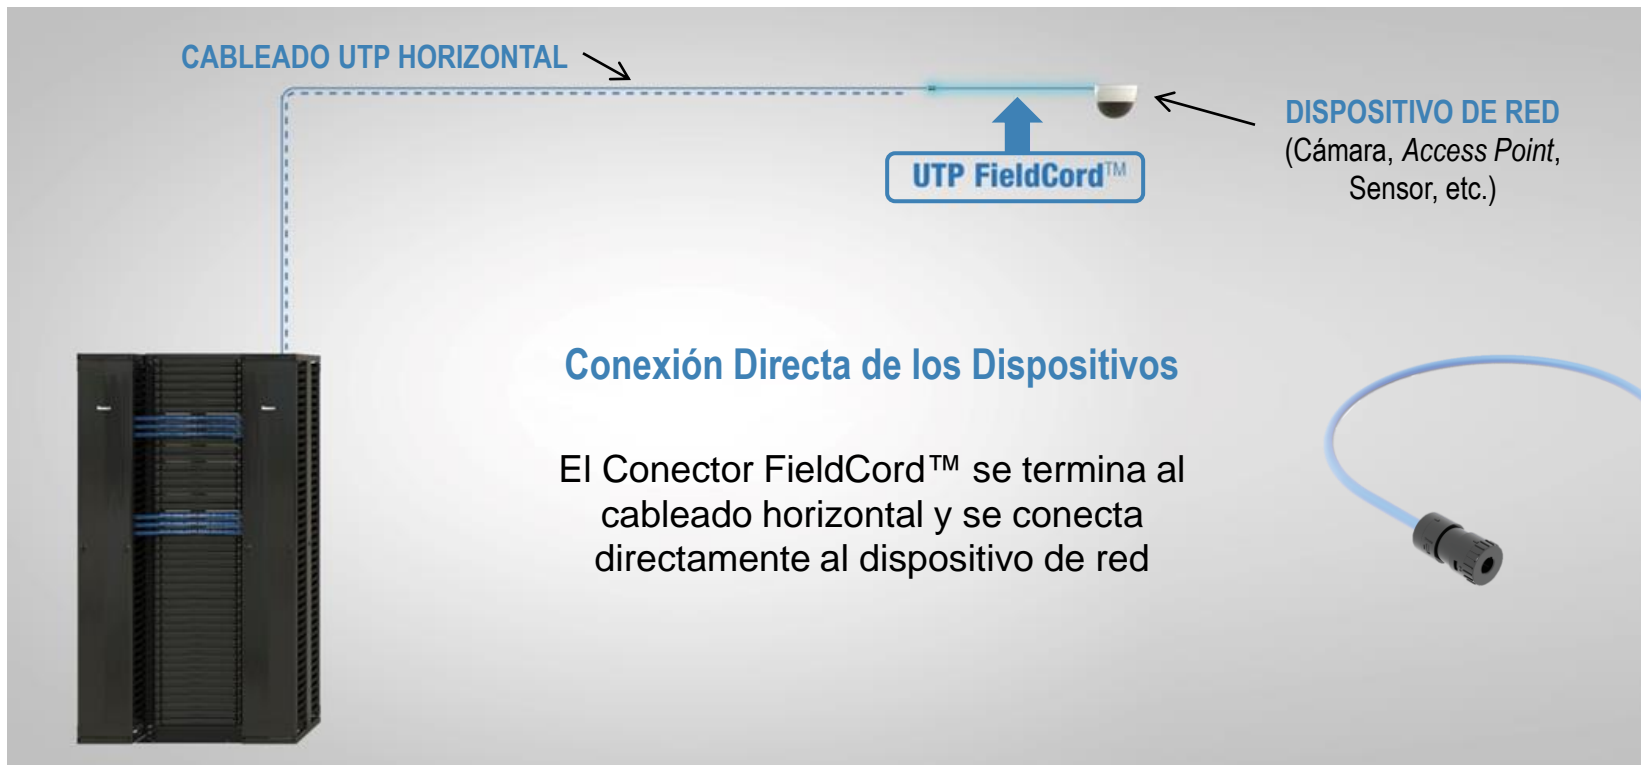 CABLEADO UTP HORIZONTAL
DISPOSITIVO DE RED
(Cámara, Access Point,
Sensor, etc.)
UTP FieldCord™
Conexión Directa de los Dispositivos
El Conector FieldCord™ se termina al
cableado horizontal y se conecta
directamente al dispositivo de red